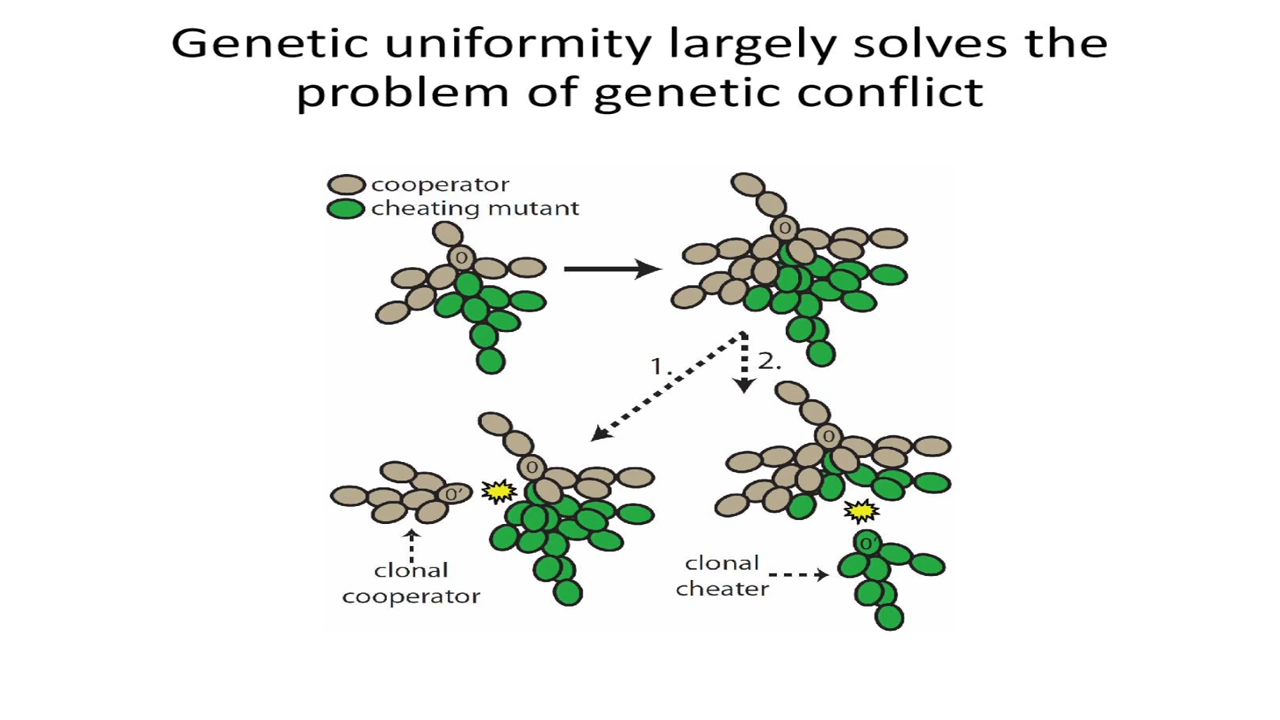 Genetic uniformity largely solves the
problem of genetic conflict
cooperator
cheating mutant
O
O
1.
2.
O
O
O'
clonal
cooperator
O'
clonal
cheater